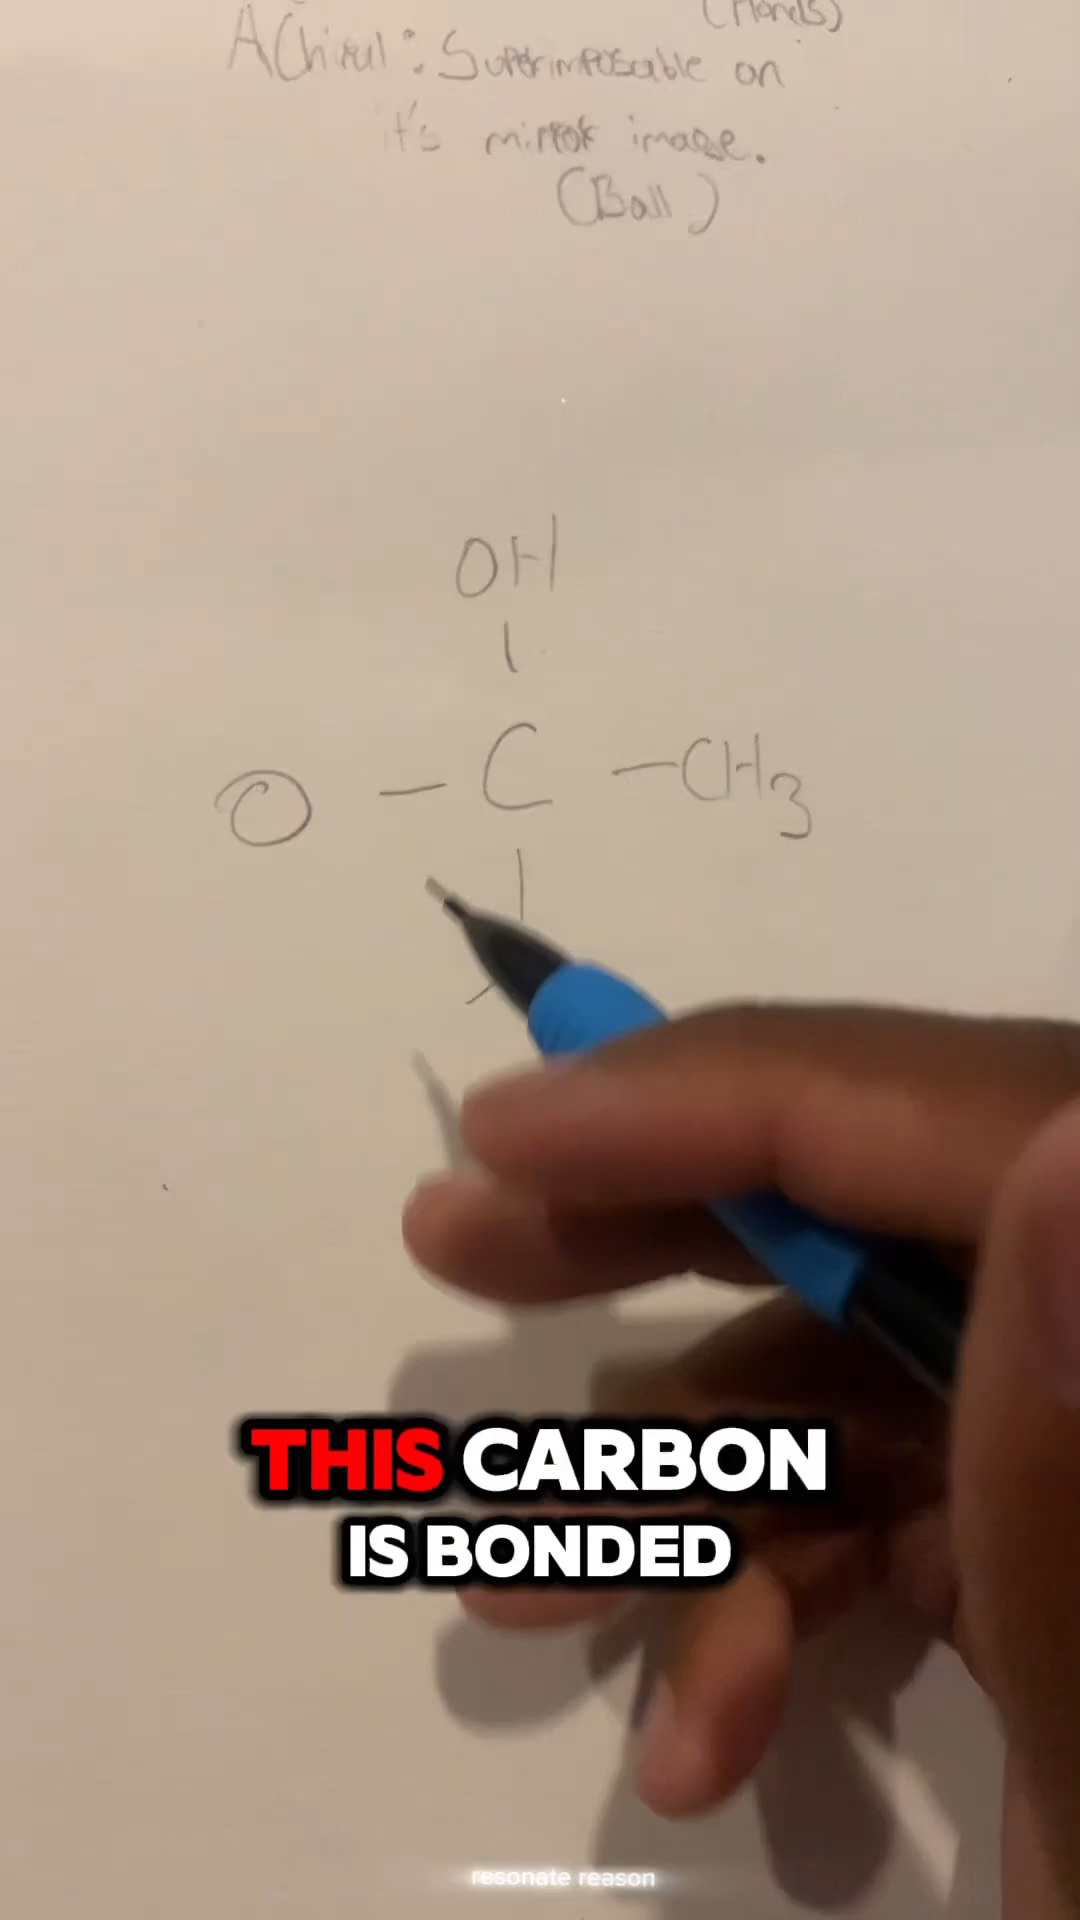 (Hands)
AChiral: Superimposable on
it's mirror image.
(Ball)
OH
O - C - CH3
THIS CARBON
IS BONDED
resonate reason